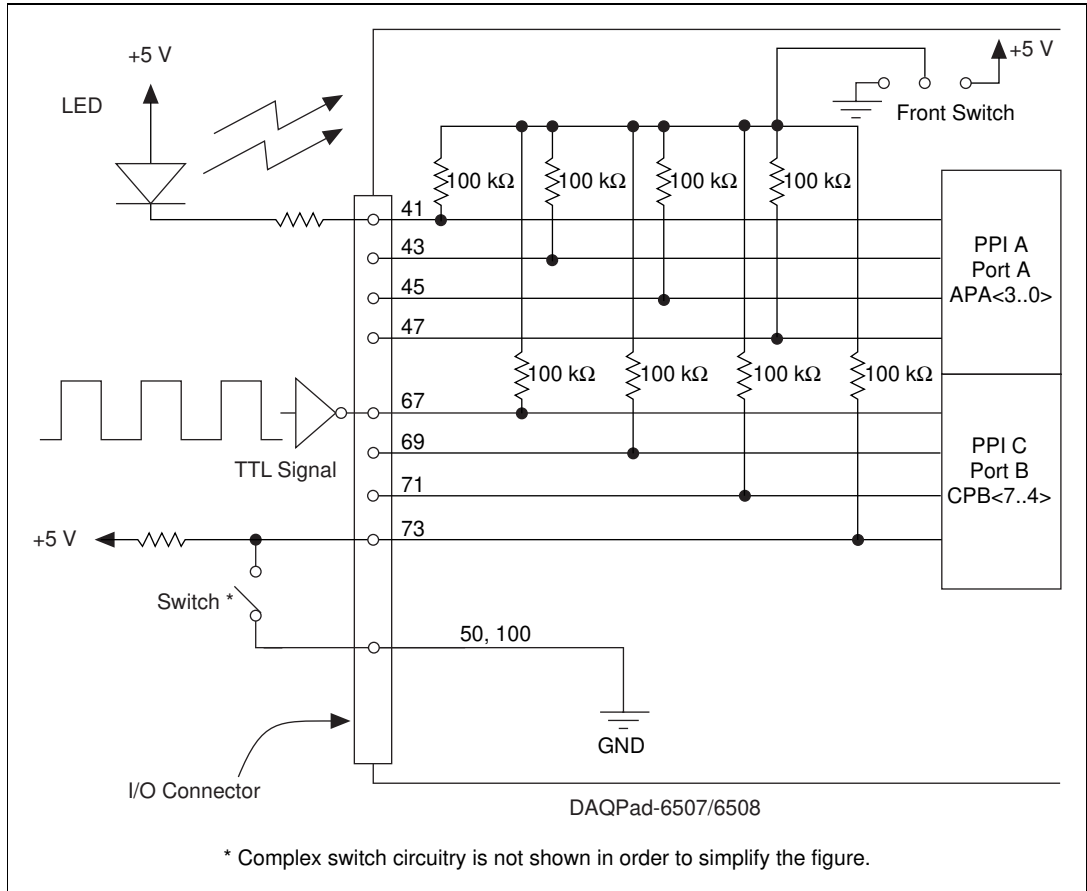 +5 V
+5 V
LED
Front Switch
100 kΩ
100 kΩ
100 kΩ
100 kΩ
41
43
45
47
PPI A
Port A
APA<3..0>
100 kΩ
100 kΩ
100 kΩ
100 kΩ
67
69
71
73
TTL Signal
PPI C
Port B
CPB<7..4>
+5 V
Switch *
50, 100
GND
I/O Connector
DAQPad-6507/6508
* Complex switch circuitry is not shown in order to simplify the figure.